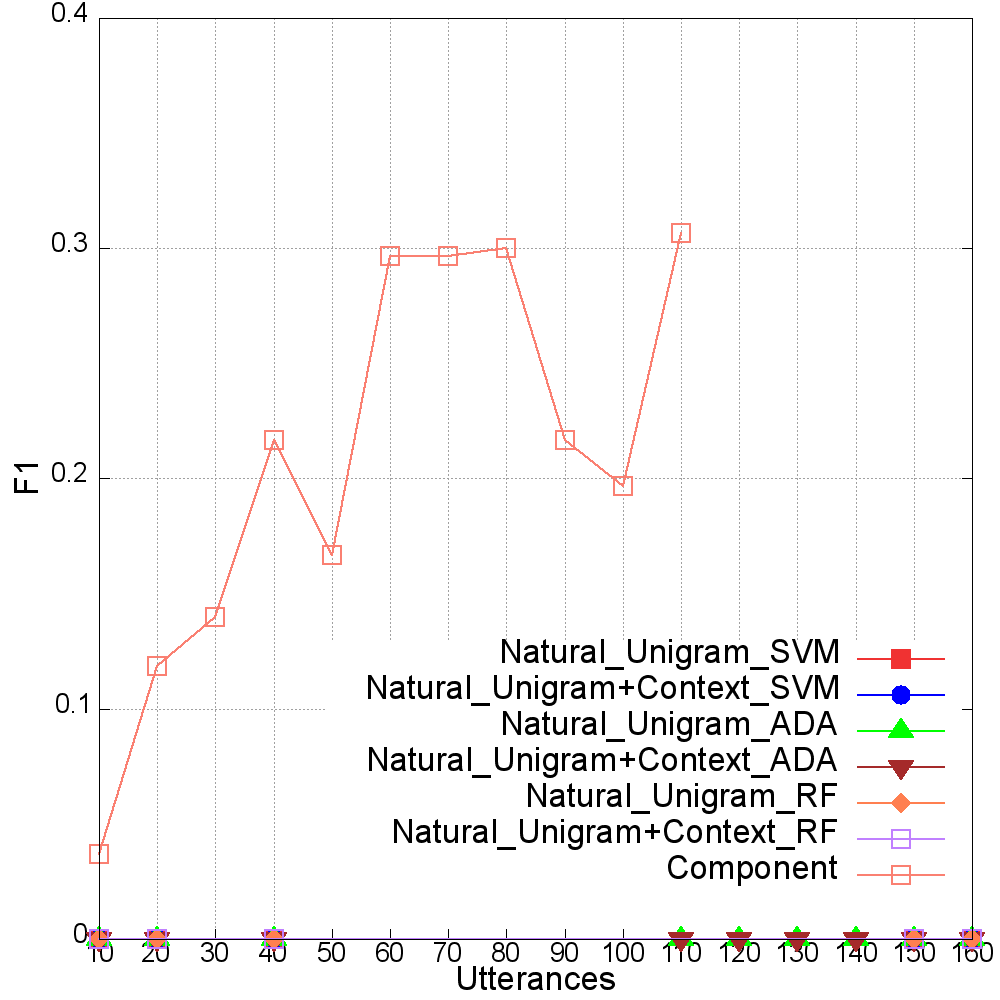 0.4
0.3
0.2
0.1
0
F1
10 20 30 40 50 60 70 80 90 100 110 120 130 140 150 160
Utterances
Natural_Unigram_SVM
Natural_Unigram+Context_SVM
Natural_Unigram_ADA
Natural_Unigram+Context_ADA
Natural_Unigram_RF
Natural_Unigram+Context_RF
Component